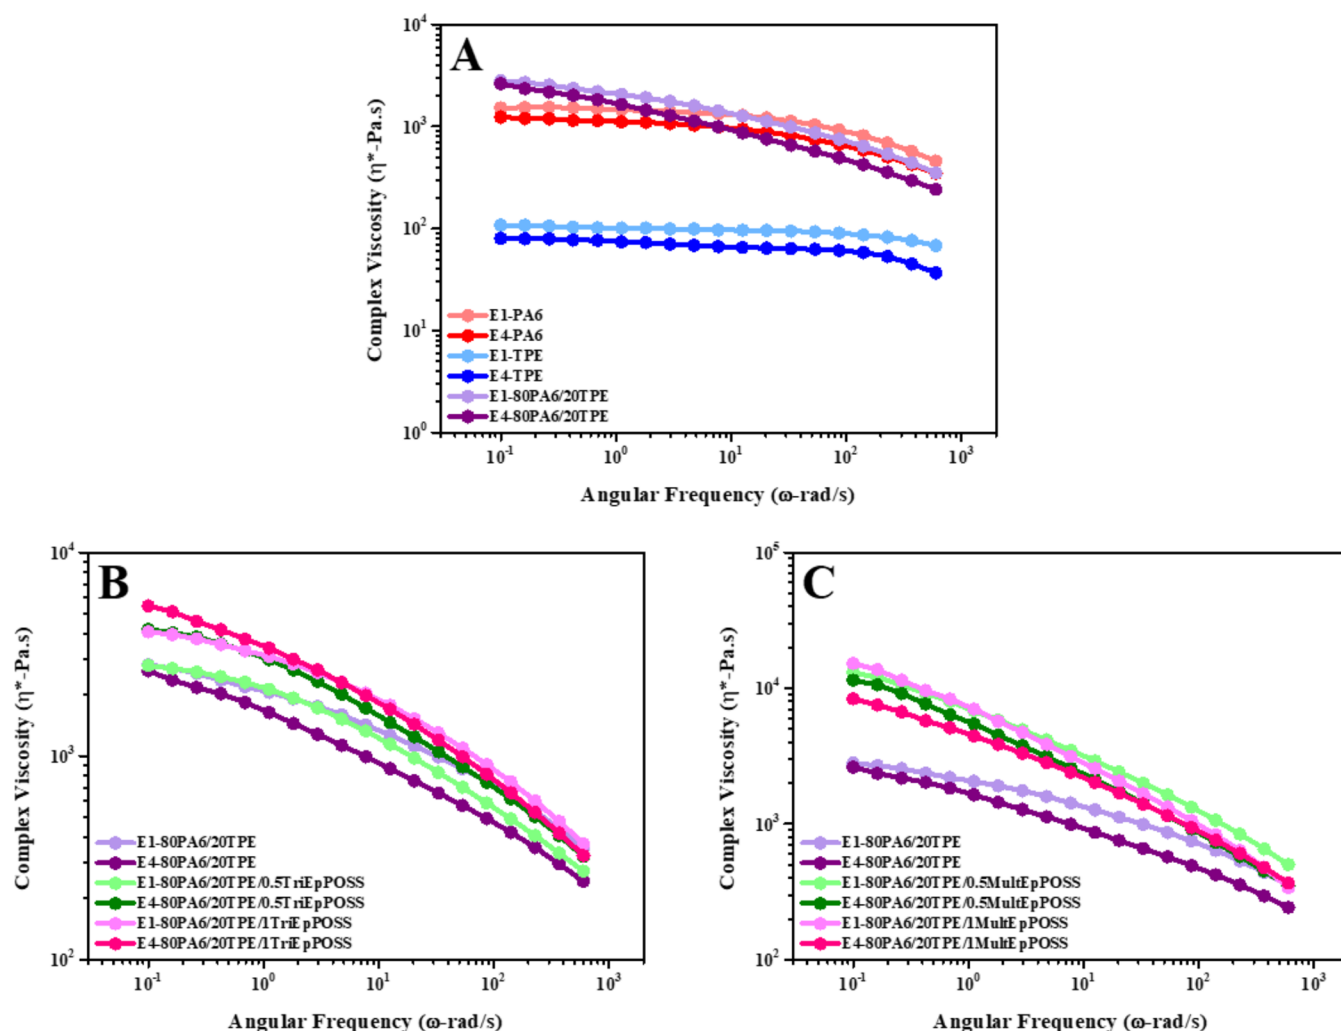 A
Complex Viscosity (η*-Pa.s)
10⁴
10³
10²
10¹
10⁰
E1-PA6
E4-PA6
E1-TPE
E4-TPE
E1-80PA6/20TPE
E4-80PA6/20TPE
10⁻¹ 10⁰ 10¹ 10² 10³
Angular Frequency (ω-rad/s)
B
Complex Viscosity (η*-Pa.s)
10⁴
10³
10²
E1-80PA6/20TPE
E4-80PA6/20TPE
E1-80PA6/20TPE/0.5TriEpPOSS
E4-80PA6/20TPE/0.5TriEpPOSS
E1-80PA6/20TPE/1TriEpPOSS
E4-80PA6/20TPE/1TriEpPOSS
10⁻¹ 10⁰ 10¹ 10² 10³
Angular Frequency (ω-rad/s)
C
Complex Viscosity (η*-Pa.s)
10⁵
10⁴
10³
10²
E1-80PA6/20TPE
E4-80PA6/20TPE
E1-80PA6/20TPE/0.5MultEpPOSS
E4-80PA6/20TPE/0.5MultEpPOSS
E1-80PA6/20TPE/1MultEpPOSS
E4-80PA6/20TPE/1MultEpPOSS
10⁻¹ 10⁰ 10¹ 10² 10³
Angular Frequency (ω-rad/s)